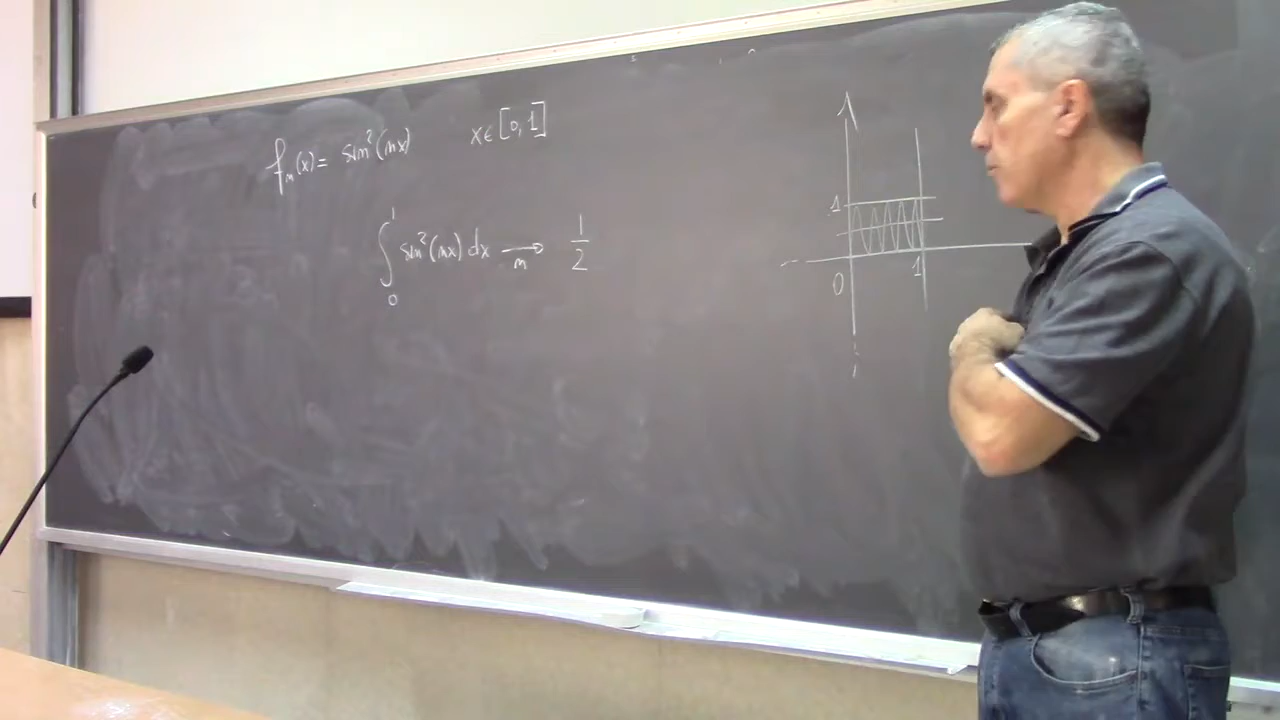 fₙ(x) = sin²(nx) x ∈ [0, 1]
∫₀¹ sin²(nx) dx →ₙ 1/2
1
0 1